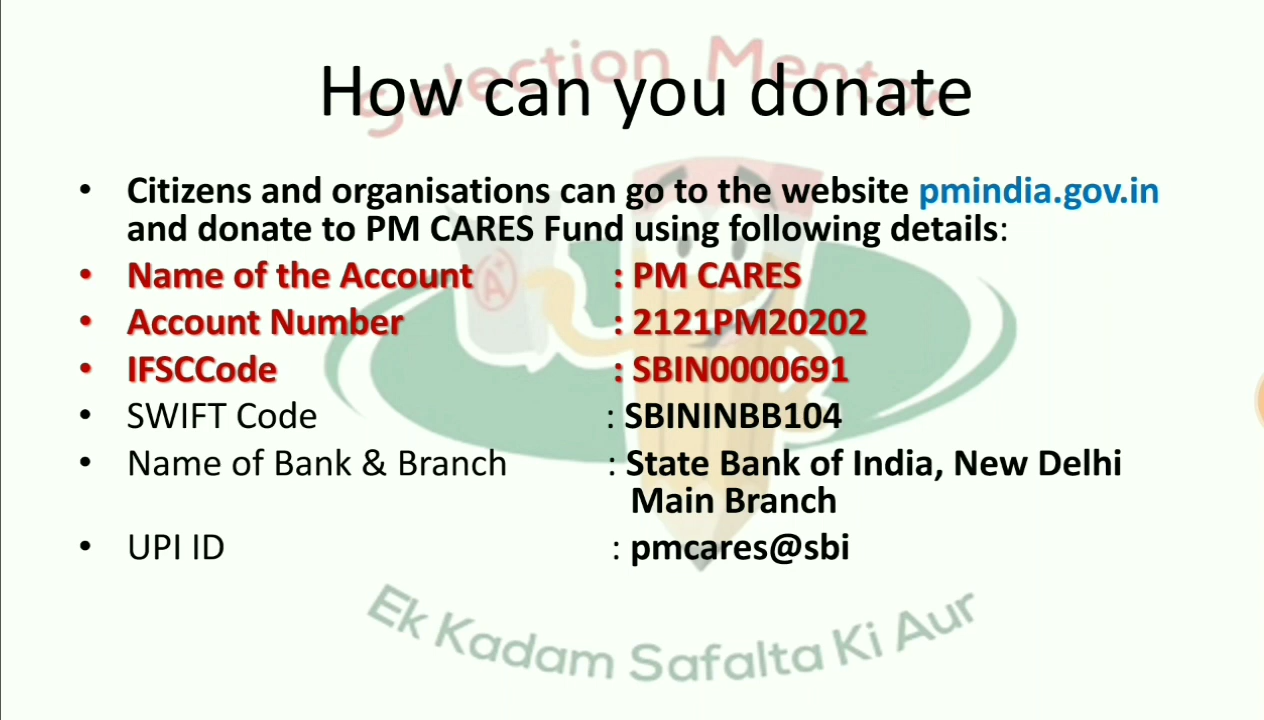 Selection Mentor
How can you donate
• Citizens and organisations can go to the website pmindia.gov.in
and donate to PM CARES Fund using following details:
• Name of the Account : PM CARES
• Account Number : 2121PM20202
• IFSCCode : SBIN0000691
• SWIFT Code : SBININBB104
• Name of Bank & Branch : State Bank of India, New Delhi
Main Branch
• UPI ID : pmcares@sbi
A+
Ek Kadam Safalta Ki Aur